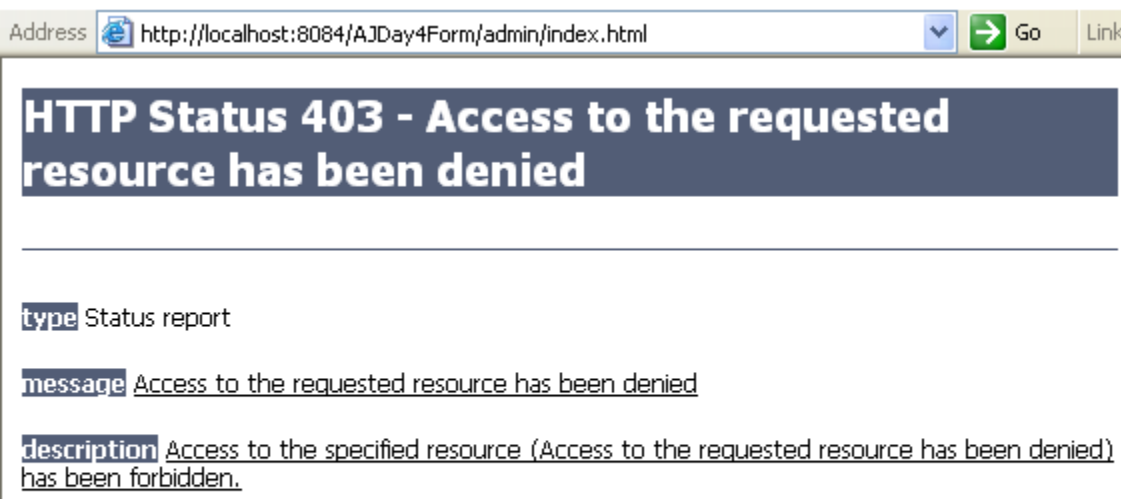 Address http://localhost:8084/AJDay4Form/admin/index.html Go Link
HTTP Status 403 - Access to the requested
resource has been denied
type Status report
message Access to the requested resource has been denied
description Access to the specified resource (Access to the requested resource has been denied)
has been forbidden.